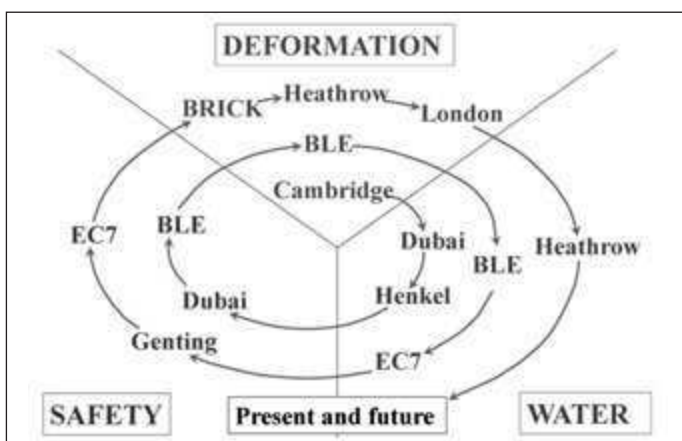 DEFORMATION
BRICK Heathrow London
BLE
Cambridge
EC7 BLE Dubai BLE Heathrow
Dubai Henkel
Genting EC7
SAFETY Present and future WATER